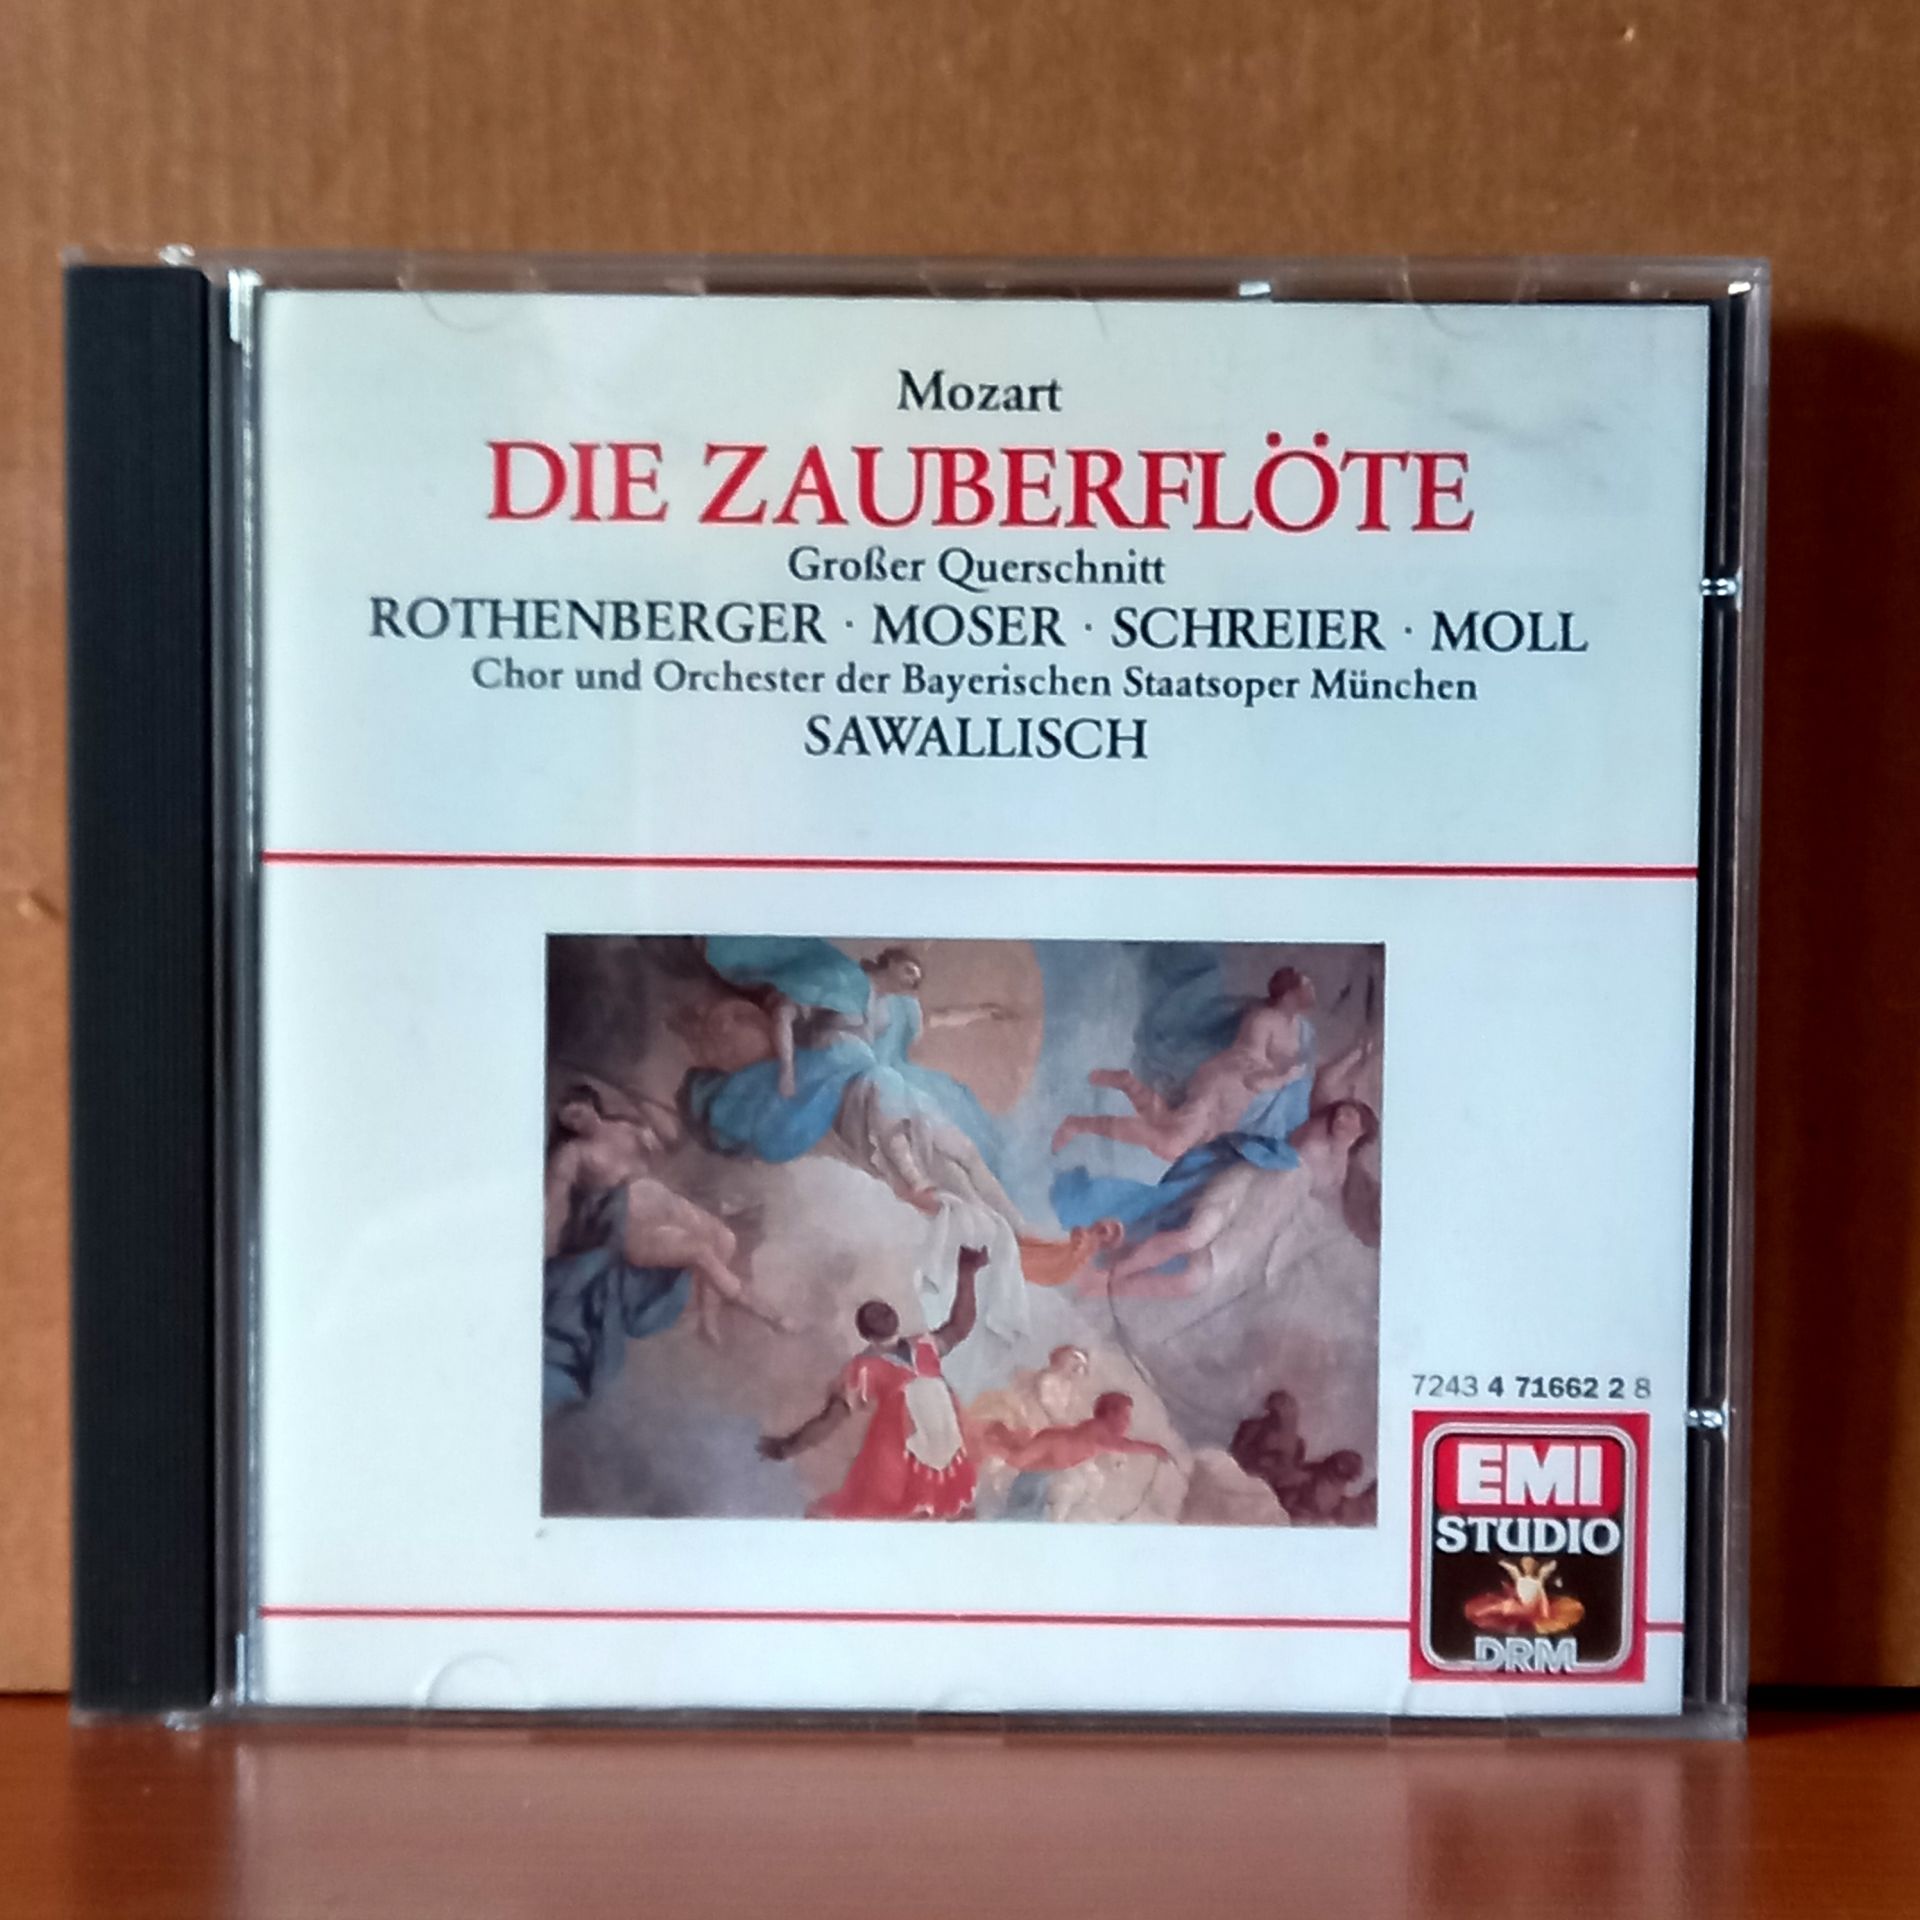 Mozart
DIE ZAUBERFLÖTE
Großer Querschnitt
ROTHENBERGER · MOSER · SCHREIER · MOLL
Chor und Orchester der Bayerischen Staatsoper München
SAWALLISCH
7243 4 71662 2 8
EMI
STUDIO
DRM